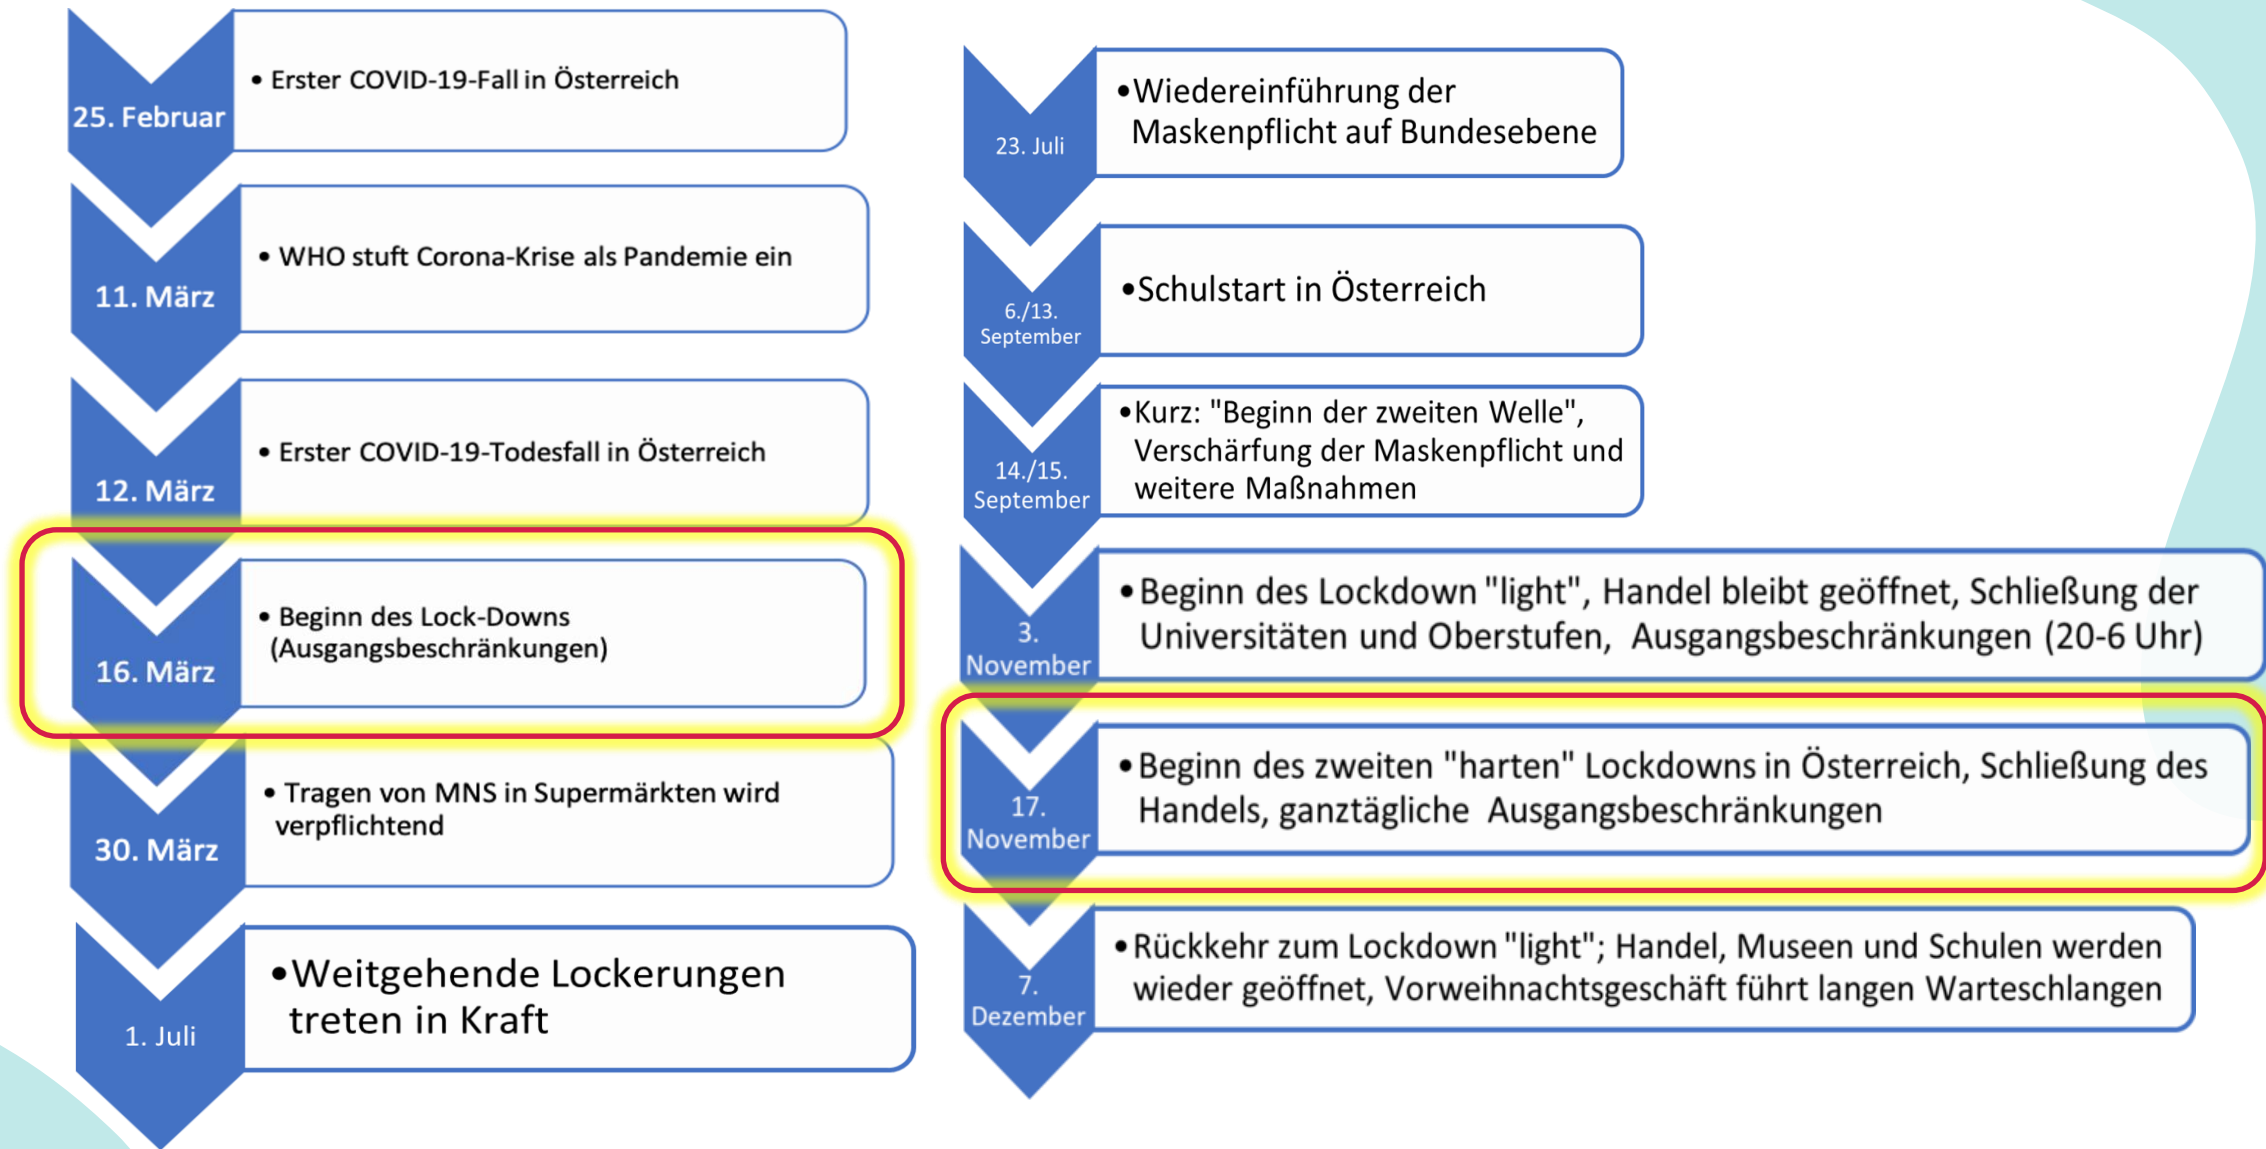 25. Februar
• Erster COVID-19-Fall in Österreich
11. März
• WHO stuft Corona-Krise als Pandemie ein
12. März
• Erster COVID-19-Todesfall in Österreich
16. März
• Beginn des Lock-Downs
(Ausgangsbeschränkungen)
30. März
• Tragen von MNS in Supermärkten wird
verpflichtend
1. Juli
•Weitgehende Lockerungen
treten in Kraft
23. Juli
•Wiedereinführung der
Maskenpflicht auf Bundesebene
6./13.
September
•Schulstart in Österreich
14./15.
September
•Kurz: "Beginn der zweiten Welle",
Verschärfung der Maskenpflicht und
weitere Maßnahmen
3.
November
•Beginn des Lockdown "light", Handel bleibt geöffnet, Schließung der
Universitäten und Oberstufen, Ausgangsbeschränkungen (20-6 Uhr)
17.
November
•Beginn des zweiten "harten" Lockdowns in Österreich, Schließung des
Handels, ganztägliche Ausgangsbeschränkungen
7.
Dezember
•Rückkehr zum Lockdown "light"; Handel, Museen und Schulen werden
wieder geöffnet, Vorweihnachtsgeschäft führt langen Warteschlangen